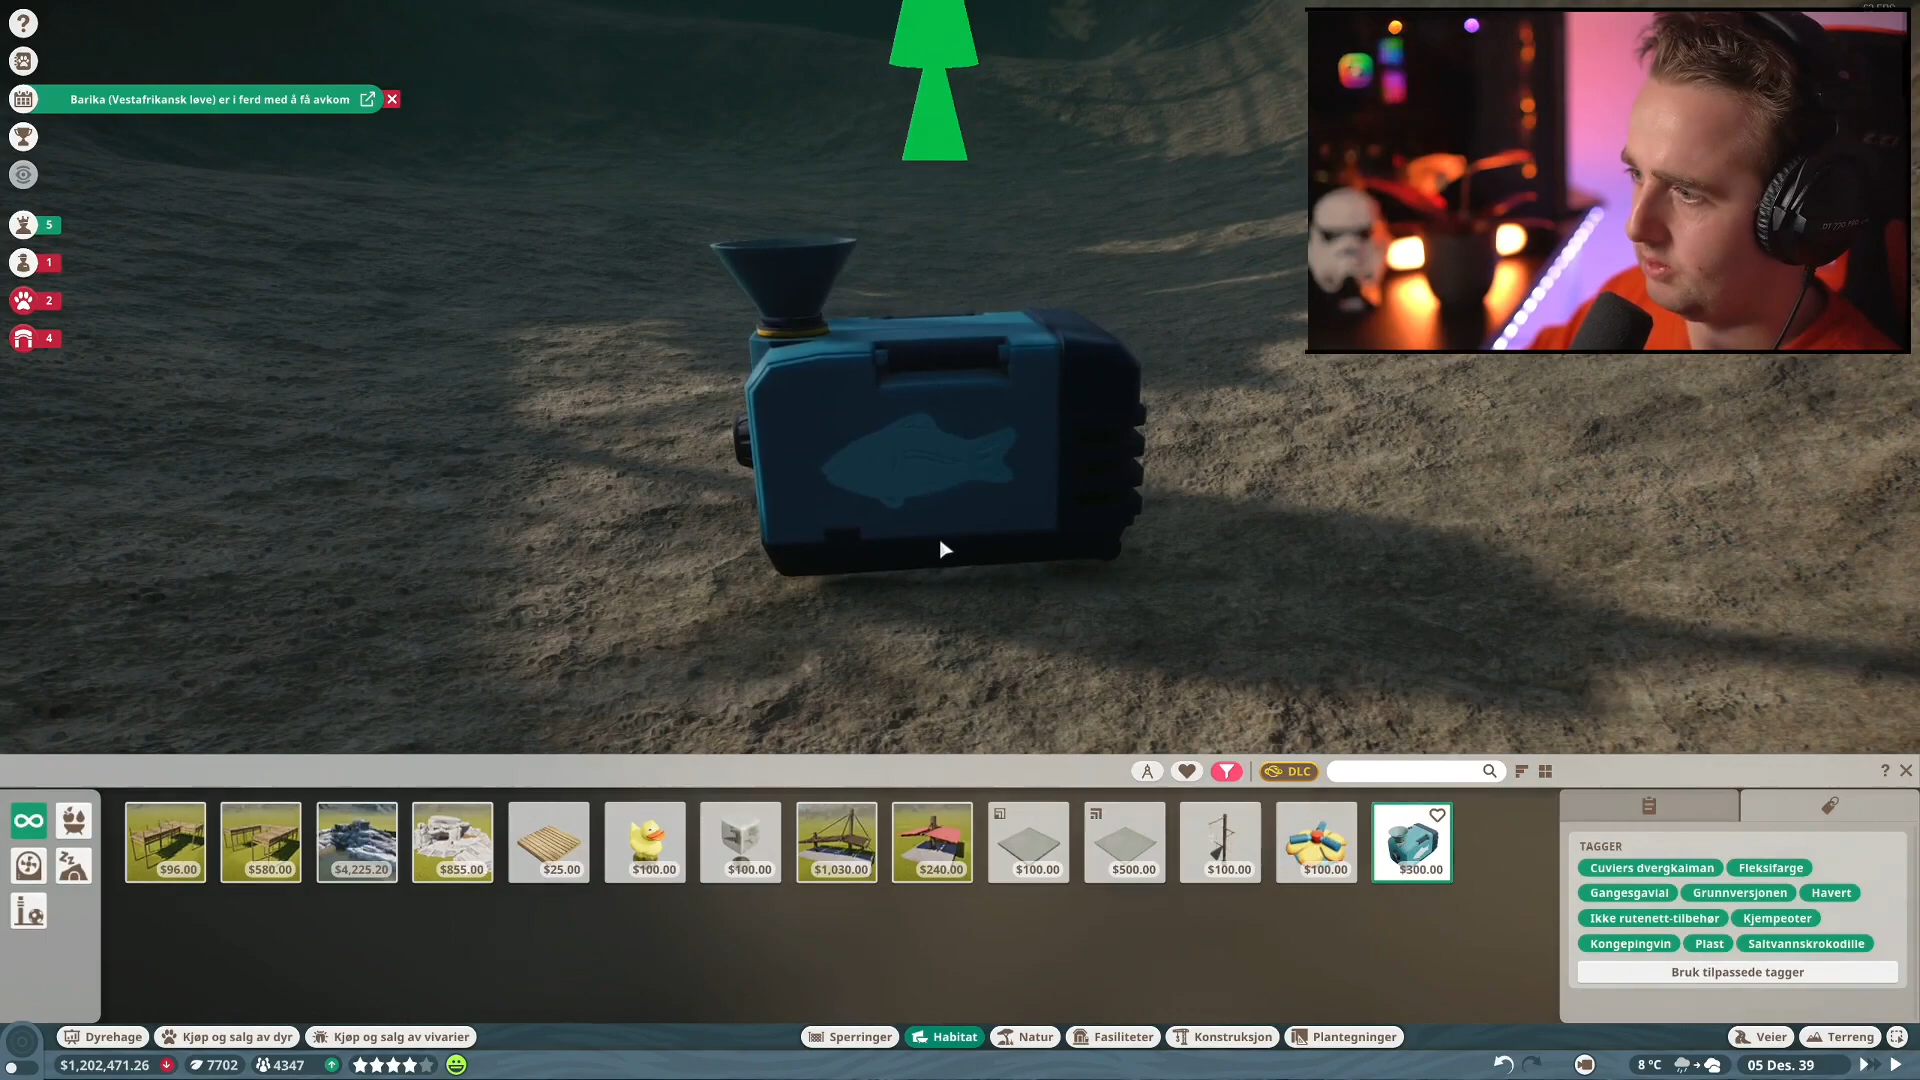 Barika (Vestafrikansk løve) er i ferd med å få avkom
5
1
2
4
DLC
$96.00
$580.00
$4,225.20
$855.00
$25.00
$100.00
$100.00
$1,030.00
$240.00
$100.00
$500.00
$100.00
$100.00
$300.00
TAGGER
Cuviers dvergkaiman Fleksifarge
Gangesgavial Grunnversjonen Havert
Ikke rutenett-tilbehør Kjempeoter
Kongepingvin Plast Saltvannskrokodille
Bruk tilpassede tagger
Dyrehage Kjøp og salg av dyr Kjøp og salg av vivarier Sperringer Habitat Natur Fasiliteter Konstruksjon Plantegninger Veier Terreng
$1,202,471.26 7702 4347 8 °C 05 Des. 39